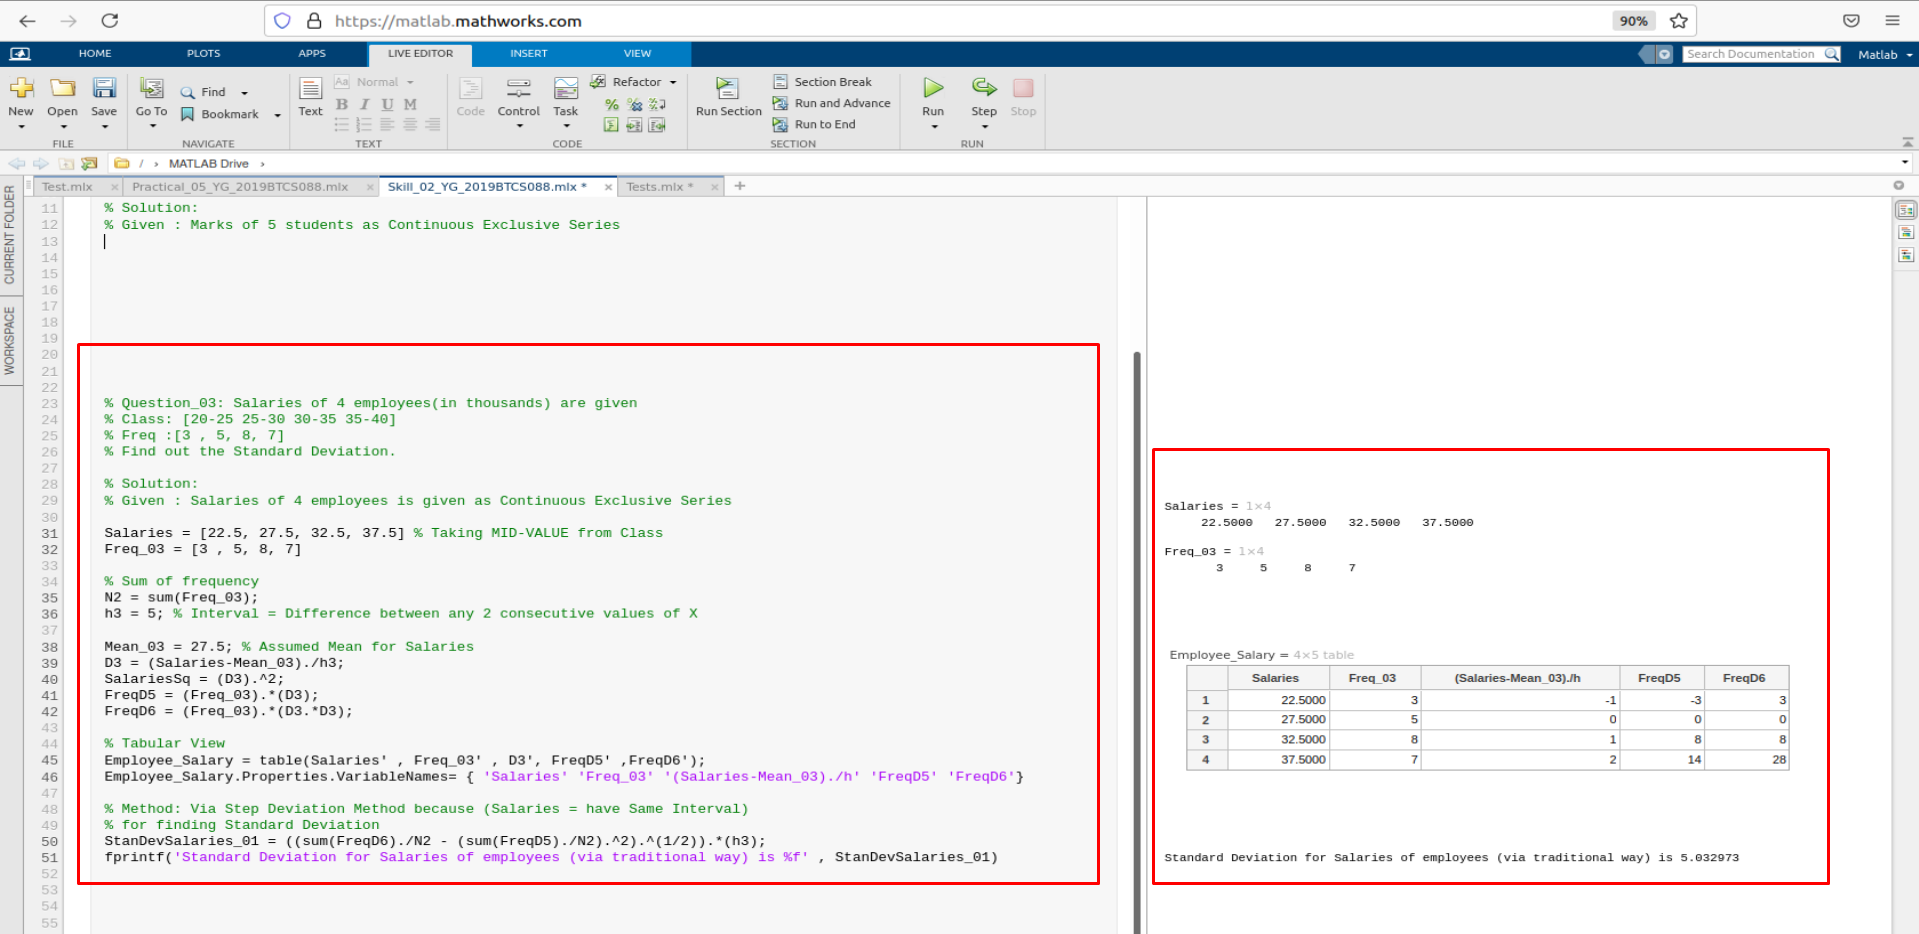 https://matlab.mathworks.com
90%
HOME PLOTS APPS LIVE EDITOR INSERT VIEW
Search Documentation
Matlab
New Open Save
FILE
Go To
Find
Bookmark
NAVIGATE
Text
Aa Normal
B I U M
TEXT
Code Control Task
Refactor
CODE
Run Section
Section Break
Run and Advance
Run to End
SECTION
Run Step Stop
RUN
/ › MATLAB Drive ›
CURRENT FOLDER
WORKSPACE
Test.mlx × Practical_05_YG_2019BTCS088.mlx × Skill_02_YG_2019BTCS088.mlx * × Tests.mlx * × +
11 % Solution:
12 % Given : Marks of 5 students as Continuous Exclusive Series
13
14
15
16
17
18
19
20
21
22
23 % Question_03: Salaries of 4 employees(in thousands) are given
24 % Class: [20-25 25-30 30-35 35-40]
25 % Freq :[3 , 5, 8, 7]
26 % Find out the Standard Deviation.
27
28 % Solution:
29 % Given : Salaries of 4 employees is given as Continuous Exclusive Series
30
31 Salaries = [22.5, 27.5, 32.5, 37.5] % Taking MID-VALUE from Class
32 Freq_03 = [3 , 5, 8, 7]
33
34 % Sum of frequency
35 N2 = sum(Freq_03);
36 h3 = 5; % Interval = Difference between any 2 consecutive values of X
37
38 Mean_03 = 27.5; % Assumed Mean for Salaries
39 D3 = (Salaries-Mean_03)./h3;
40 SalariesSq = (D3).^2;
41 FreqD5 = (Freq_03).*(D3);
42 FreqD6 = (Freq_03).*(D3.*D3);
43
44 % Tabular View
45 Employee_Salary = table(Salaries' , Freq_03' , D3', FreqD5' ,FreqD6');
46 Employee_Salary.Properties.VariableNames= { 'Salaries' 'Freq_03' '(Salaries-Mean_03)./h' 'FreqD5' 'FreqD6'}
47
48 % Method: Via Step Deviation Method because (Salaries = have Same Interval)
49 % for finding Standard Deviation
50 StanDevSalaries_01 = ((sum(FreqD6)./N2 - (sum(FreqD5)./N2).^2).^(1/2)).*(h3);
51 fprintf('Standard Deviation for Salaries of employees (via traditional way) is %f' , StanDevSalaries_01)
52
53
54
55
Salaries = 1×4
22.5000 27.5000 32.5000 37.5000
Freq_03 = 1×4
3 5 8 7
Employee_Salary = 4×5 table
Salaries Freq_03 (Salaries-Mean_03)./h FreqD5 FreqD6
1 22.5000 3 -1 -3 3
2 27.5000 5 0 0 0
3 32.5000 8 1 8 8
4 37.5000 7 2 14 28
Standard Deviation for Salaries of employees (via traditional way) is 5.032973